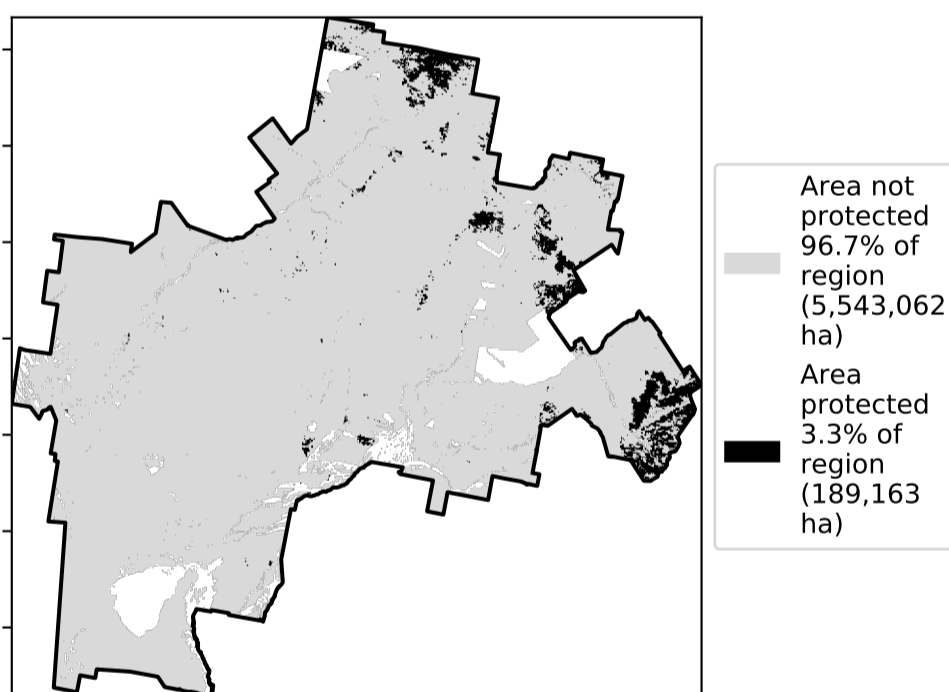 Area not
protected
96.7% of
region
(5,543,062
ha)
Area
protected
3.3% of
region
(189,163
ha)